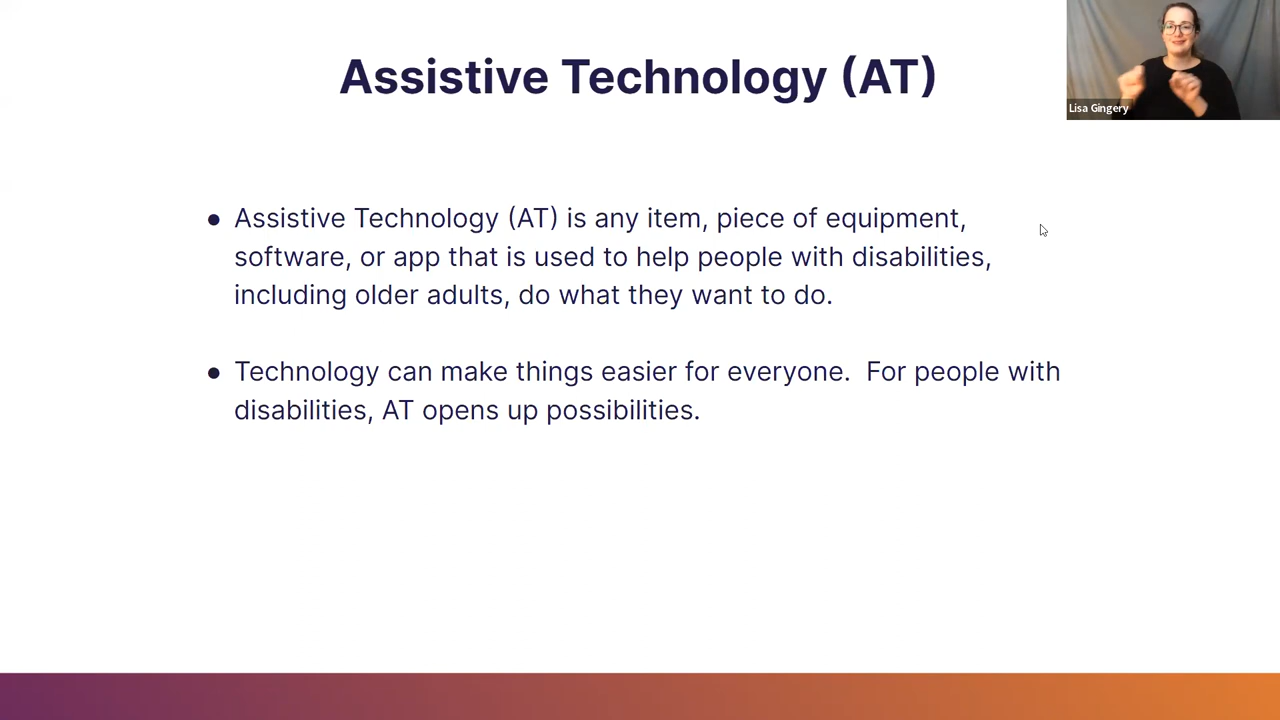 Assistive Technology (AT)
Lisa Gingery
● Assistive Technology (AT) is any item, piece of equipment,
software, or app that is used to help people with disabilities,
including older adults, do what they want to do.
● Technology can make things easier for everyone.  For people with
disabilities, AT opens up possibilities.